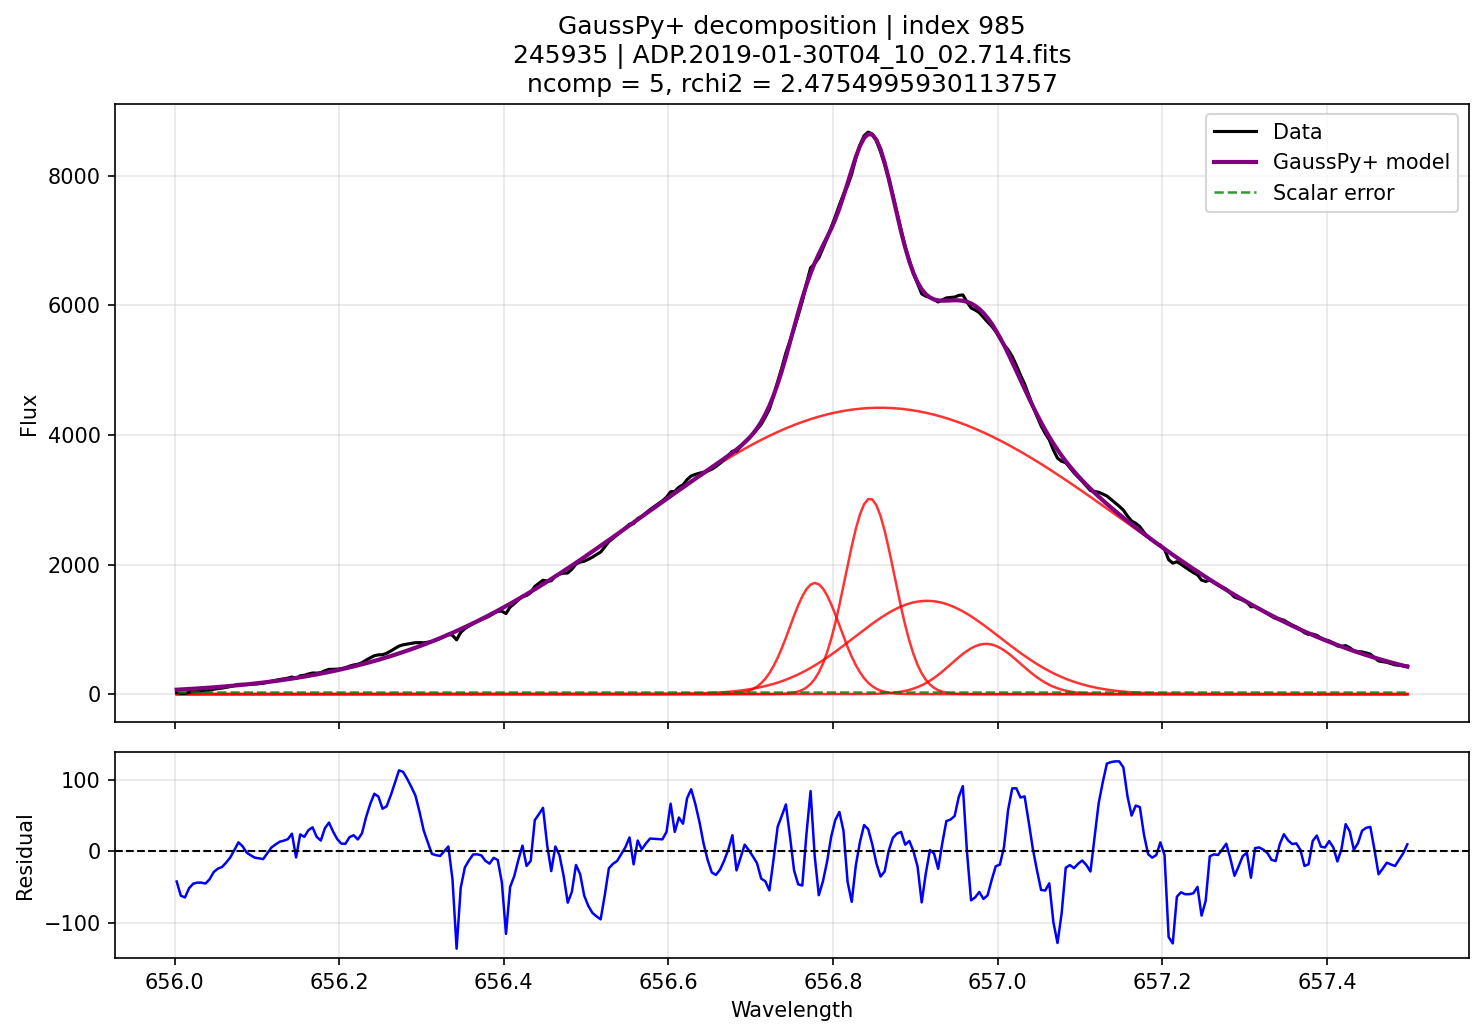 GaussPy+ decomposition | index 985
245935 | ADP.2019-01-30T04_10_02.714.fits
ncomp = 5, rchi2 = 2.4754995930113757
Data
GaussPy+ model
Scalar error
Flux
8000
6000
4000
2000
0
Residual
100
0
−100
656.0
656.2
656.4
656.6
656.8
657.0
657.2
657.4
Wavelength